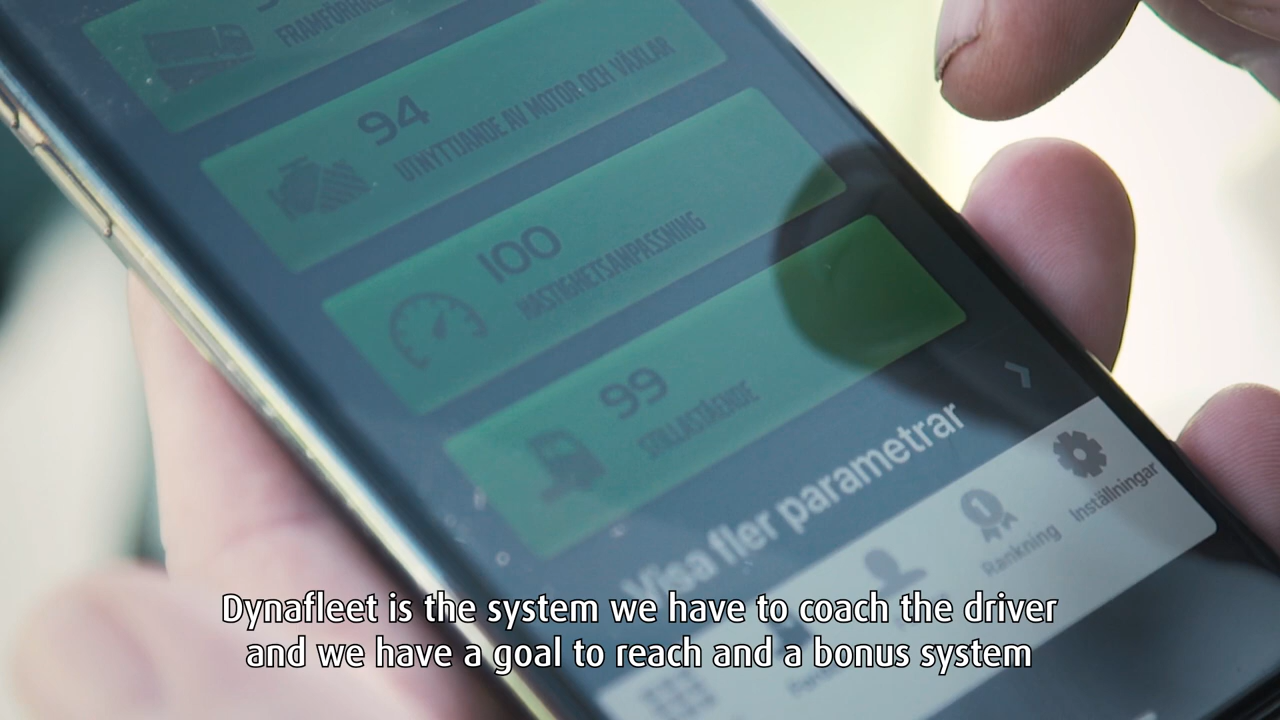 94
UTNYTTJANDE AV MOTOR OCH VÄXLAR
100
HASTIGHETSANPASSNING
99
STILLASTÅENDE
Visa fler parametrar
Rankning
Inställningar
Dynafleet is the system we have to coach the driver
and we have a goal to reach and a bonus system